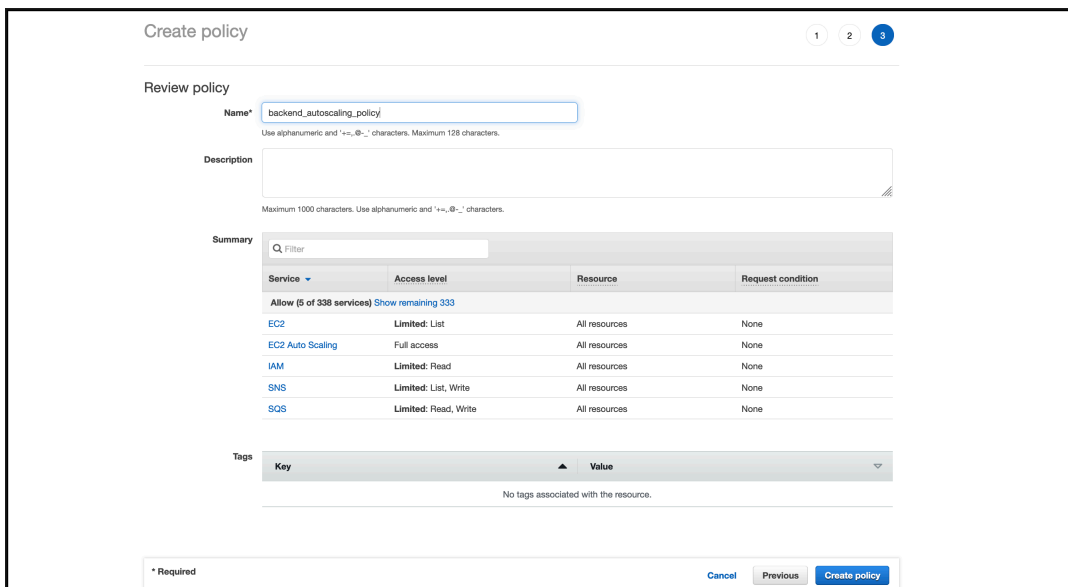 Create policy
1 2 3
Review policy
Name* backend_autoscaling_policy
Use alphanumeric and '+=,.@-_' characters. Maximum 128 characters.
Description
Maximum 1000 characters. Use alphanumeric and '+=,.@-_' characters.
Summary
Filter
Service Access level Resource Request condition
Allow (5 of 338 services) Show remaining 333
EC2 Limited: List All resources None
EC2 Auto Scaling Full access All resources None
IAM Limited: Read All resources None
SNS Limited: List, Write All resources None
SQS Limited: Read, Write All resources None
Tags
Key Value
No tags associated with the resource.
* Required Cancel Previous Create policy